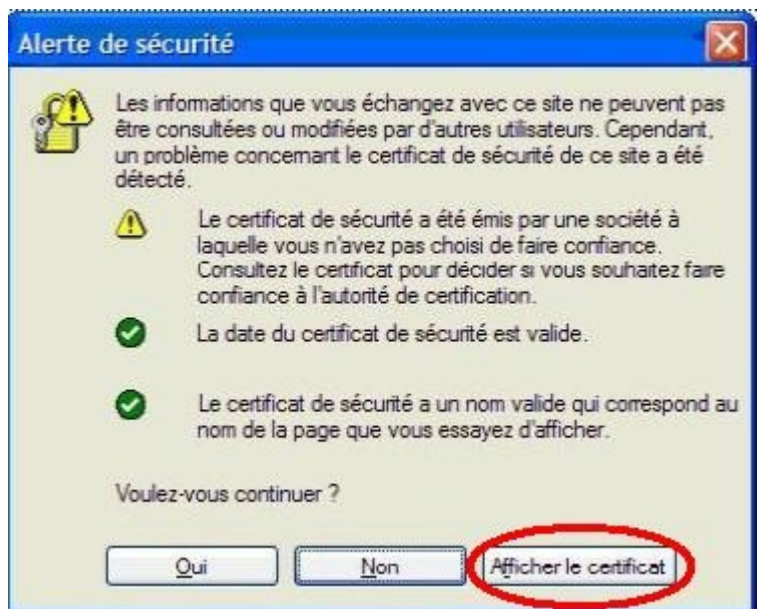 Alerte de sécurité
Les informations que vous échangez avec ce site ne peuvent pas
être consultées ou modifiées par d'autres utilisateurs. Cependant,
un problème concernant le certificat de sécurité de ce site a été
détecté.
Le certificat de sécurité a été émis par une société à
laquelle vous n'avez pas choisi de faire confiance.
Consultez le certificat pour décider si vous souhaitez faire
confiance à l'autorité de certification.
La date du certificat de sécurité est valide.
Le certificat de sécurité a un nom valide qui correspond au
nom de la page que vous essayez d'afficher.
Voulez-vous continuer ?
Oui
Non
Afficher le certificat